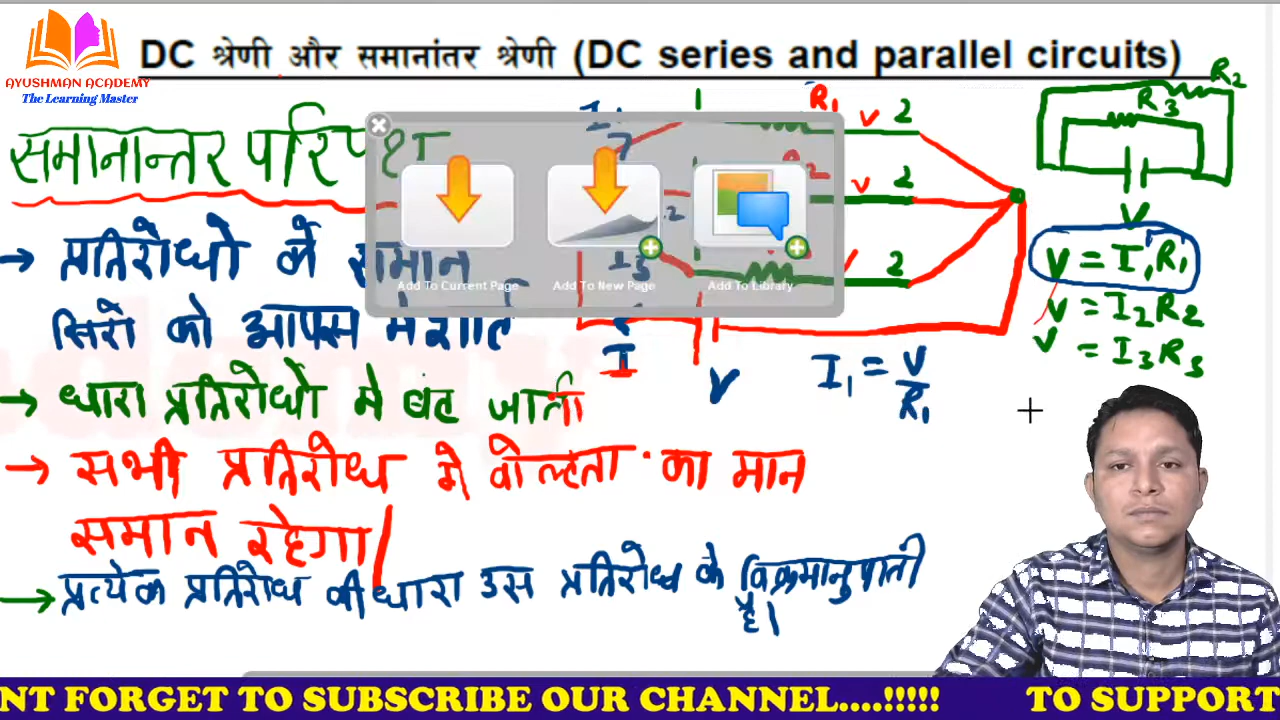 AYUSHMAN ACADEMY
The Learning Master
DC श्रेणी और समानांतर श्रेणी (DC series and parallel circuits)
समानान्तर परिपथ
→ प्रतिरोधो के समान
सिरो को आपस मे
→ धारा प्रतिरोधो मे बंट जाता
→ सभी प्रतिरोध मे वोल्टता का मान
समान रहेगा|
→ प्रत्येक प्रतिरोध की धारा उस प्रतिरोध के विक्रमानुपाती
है।
Add To Current Page
Add To New Page
Add To Library
R1 V 2
V 2
V 2
I3
I
V
I1 = V/R1
R2
R3
V
V = I1R1
V = I2R2
V = I3R3
NT FORGET TO SUBSCRIBE OUR CHANNEL....!!!!! TO SUPPORT